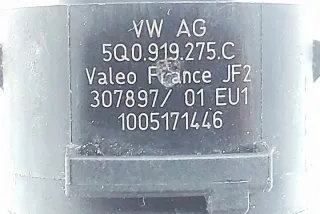 VW AG
5Q0.919.275.C
Valeo France JF2
307897/ 01 EU1
1005171446